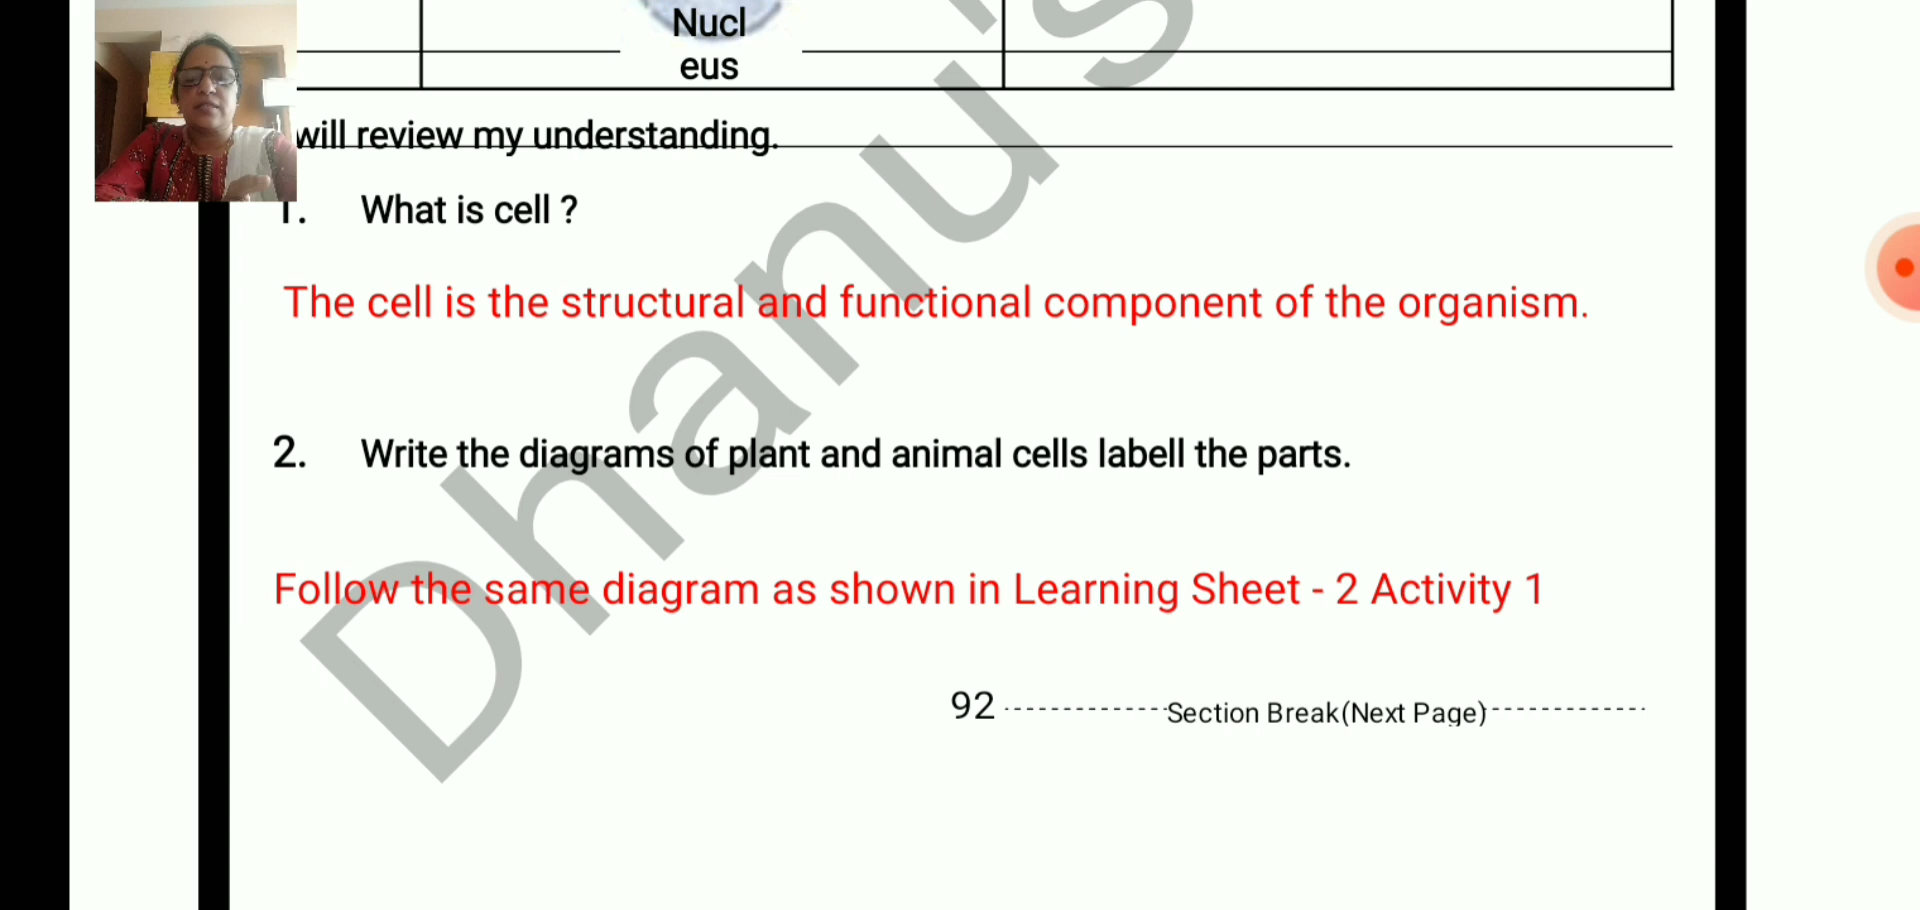 Nucl
eus
will review my understanding.
1. What is cell ?
The cell is the structural and functional component of the organism.
2. Write the diagrams of plant and animal cells labell the parts.
Follow the same diagram as shown in Learning Sheet - 2 Activity 1
92 Section Break(Next Page)
Dhanu's